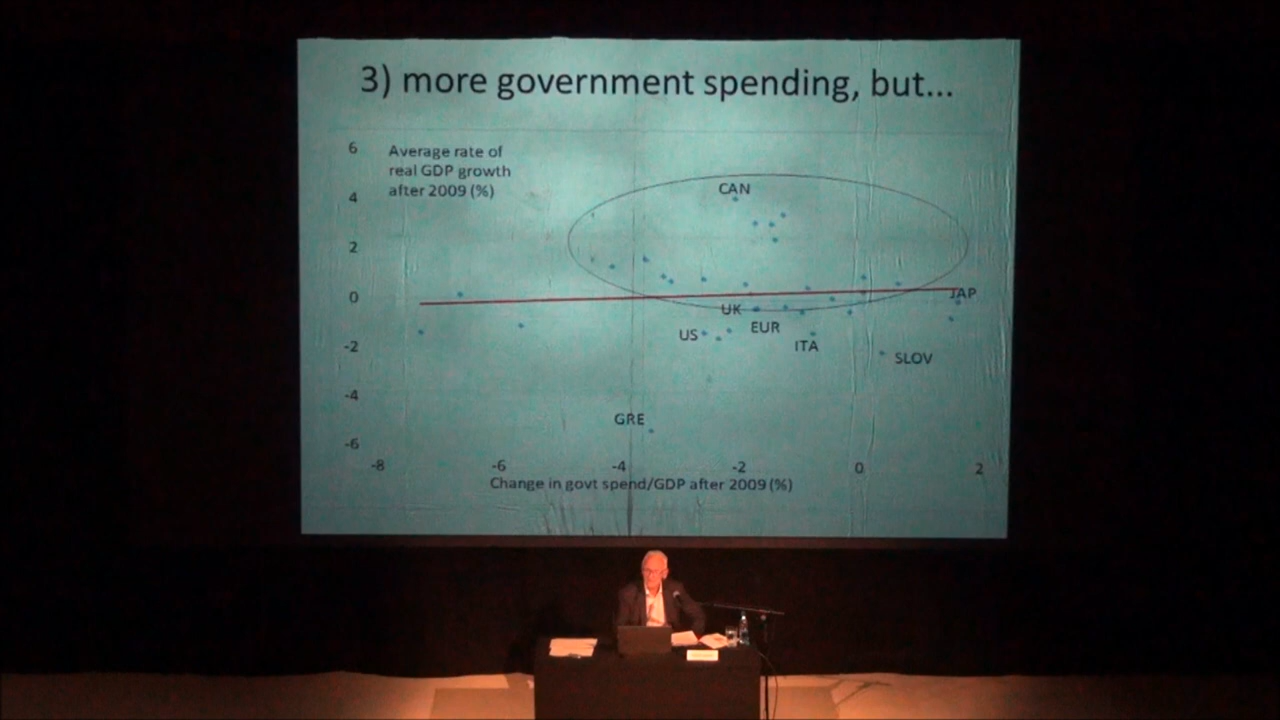 3) more government spending, but...
6
Average rate of
real GDP growth
after 2009 (%)
4
CAN
2
0
JAP
UK
EUR
US
ITA
-2
SLOV
-4
GRE
-6
-8 -6 -4 -2 0 2
Change in govt spend/GDP after 2009 (%)